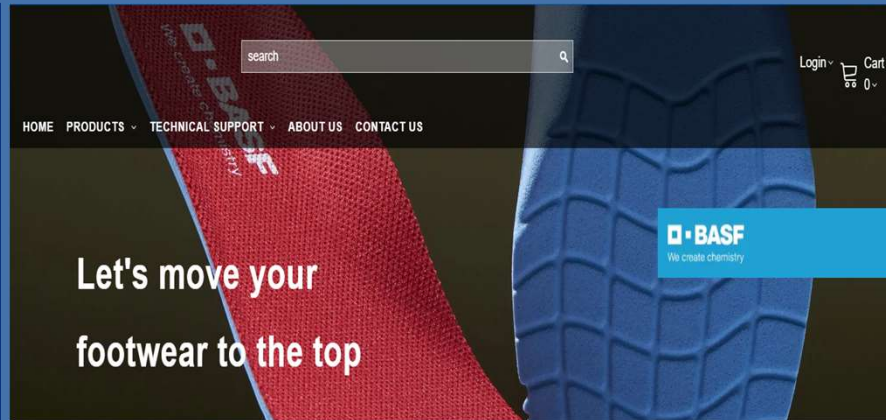 search
Login
Cart
0
HOME PRODUCTS TECHNICAL SUPPORT ABOUT US CONTACT US
BASF
We create chemistry
BASF
We create chemistry
Let's move your
footwear to the top